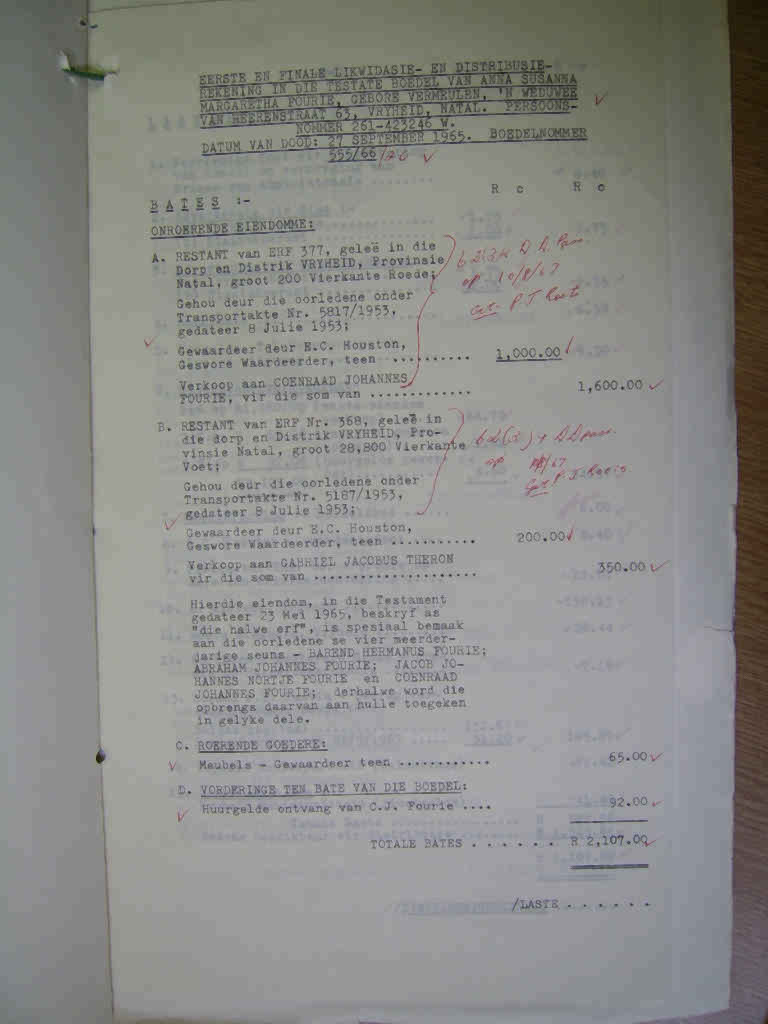 EERSTE EN FINALE LIKWIDASIE- EN DISTRIBUSIE-
REKENING IN DIE TESTATE BOEDEL VAN ANNA SUSANNA
MARGARETHA FOURIE, GEBORE VERMEULEN, 'N WEDUWEE
VAN HEERENSTRAAT 63, VRYHEID, NATAL. PERSOONS-
NOMMER 261-423246 W.
DATUM VAN DOOD: 27 SEPTEMBER 1965. BOEDELNOMMER
555/66/20
R c R c
B A T E S :-
ONROERENDE EIENDOMME:
A. RESTANT van ERF 377, geleë in die
Dorp en Distrik VRYHEID, Provinsie
Natal, groot 200 Vierkante Roede;
op 10/8/67
Get. P J
Gehou deur die oorledene onder
Transportakte Nr. 5817/1953,
gedateer 8 Julie 1953;
Gewaardeer deur E.C. Houston,
Geswore Waardeerder, teen .......... 1,000.00
Verkoop aan COENRAAD JOHANNES
FOURIE, vir die som van ............. 1,600.00
B. RESTANT van ERF Nr. 368, geleë in
die dorp en Distrik VRYHEID, Pro-
vinsie Natal, groot 28,800 Vierkante
Voet;
op
Get P. J.
Gehou deur die oorledene onder
Transportakte Nr. 5187/1953,
gedateer 8 Julie 1953;
Gewaardeer deur E.C. Houston,
Geswore Waardeerder, teen ........... 200.00
Verkoop aan GABRIEL JACOBUS THERON
vir die som van .................... 350.00
Hierdie eiendom, in die Testament
gedateer 23 Mei 1965, beskryf as
"die halwe erf", is spesiaal bemaak
aan die oorledene se vier meerder-
jarige seuns - BAREND HERMANUS FOURIE;
ABRAHAM JOHANNES FOURIE; JACOB JO-
HANNES NORTJE FOURIE en COENRAAD
JOHANNES FOURIE; derhalwe word die
opbrengs daarvan aan hulle toegeken
in gelyke dele.
C. ROERENDE GOEDERE:
Meubels - Gewaardeer teen ............ 65.00
D. VORDERINGE TEN BATE VAN DIE BOEDEL:
Huurgelde ontvang van C.J. Fourie .... 92.00
TOTALE BATES . . . . . . R 2,107.00
/LASTE . . . . . .